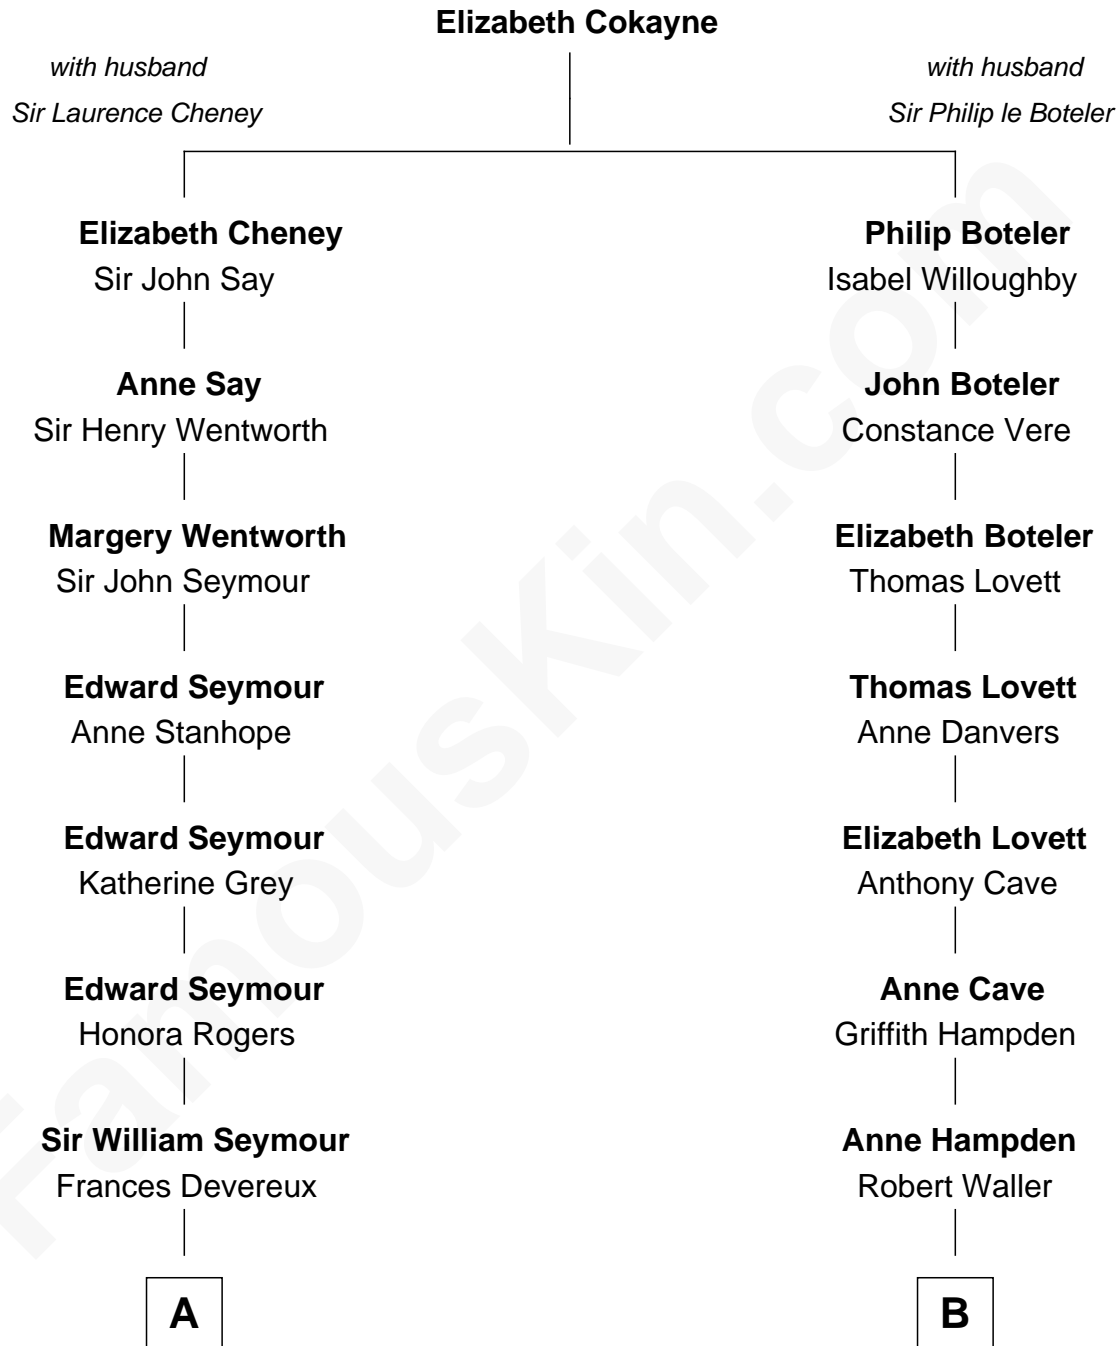 Elizabeth Cokayne
with husband
Sir Laurence Cheney
with husband
Sir Philip le Boteler
Elizabeth Cheney
Sir John Say
Philip Boteler
Isabel Willoughby
Anne Say
Sir Henry Wentworth
John Boteler
Constance Vere
Margery Wentworth
Sir John Seymour
Elizabeth Boteler
Thomas Lovett
Edward Seymour
Anne Stanhope
Thomas Lovett
Anne Danvers
Edward Seymour
Katherine Grey
Elizabeth Lovett
Anthony Cave
Edward Seymour
Honora Rogers
Anne Cave
Griffith Hampden
Sir William Seymour
Frances Devereux
Anne Hampden
Robert Waller
A
B
FamousKin.com